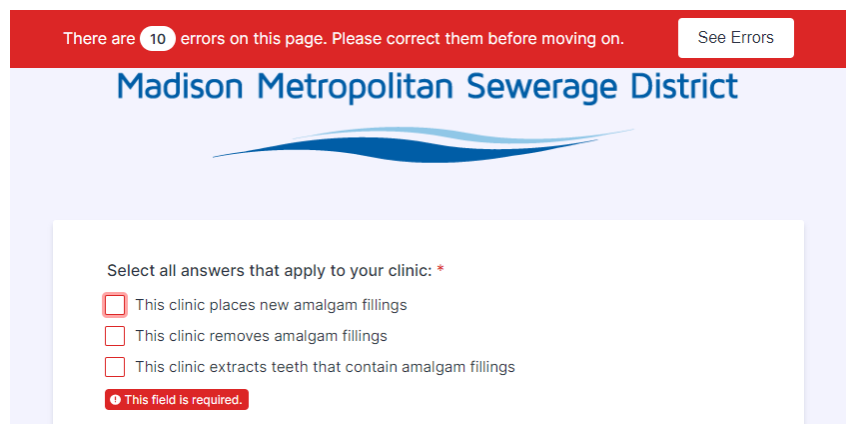 There are 10 errors on this page. Please correct them before moving on. See Errors
Madison Metropolitan Sewerage District
Select all answers that apply to your clinic: *
This clinic places new amalgam fillings
This clinic removes amalgam fillings
This clinic extracts teeth that contain amalgam fillings
This field is required.